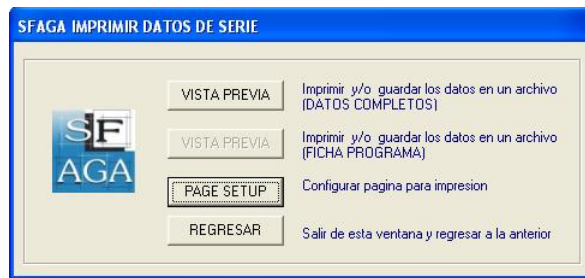 SFAGA IMPRIMIR DATOS DE SERIE
VISTA PREVIA
Imprimir y/o guardar los datos en un archivo
(DATOS COMPLETOS)
VISTA PREVIA
Imprimir y/o guardar los datos en un archivo
(FICHA PROGRAMA)
SF
AGA
PAGE SETUP
Configurar pagina para impresion
REGRESAR
Salir de esta ventana y regresar a la anterior